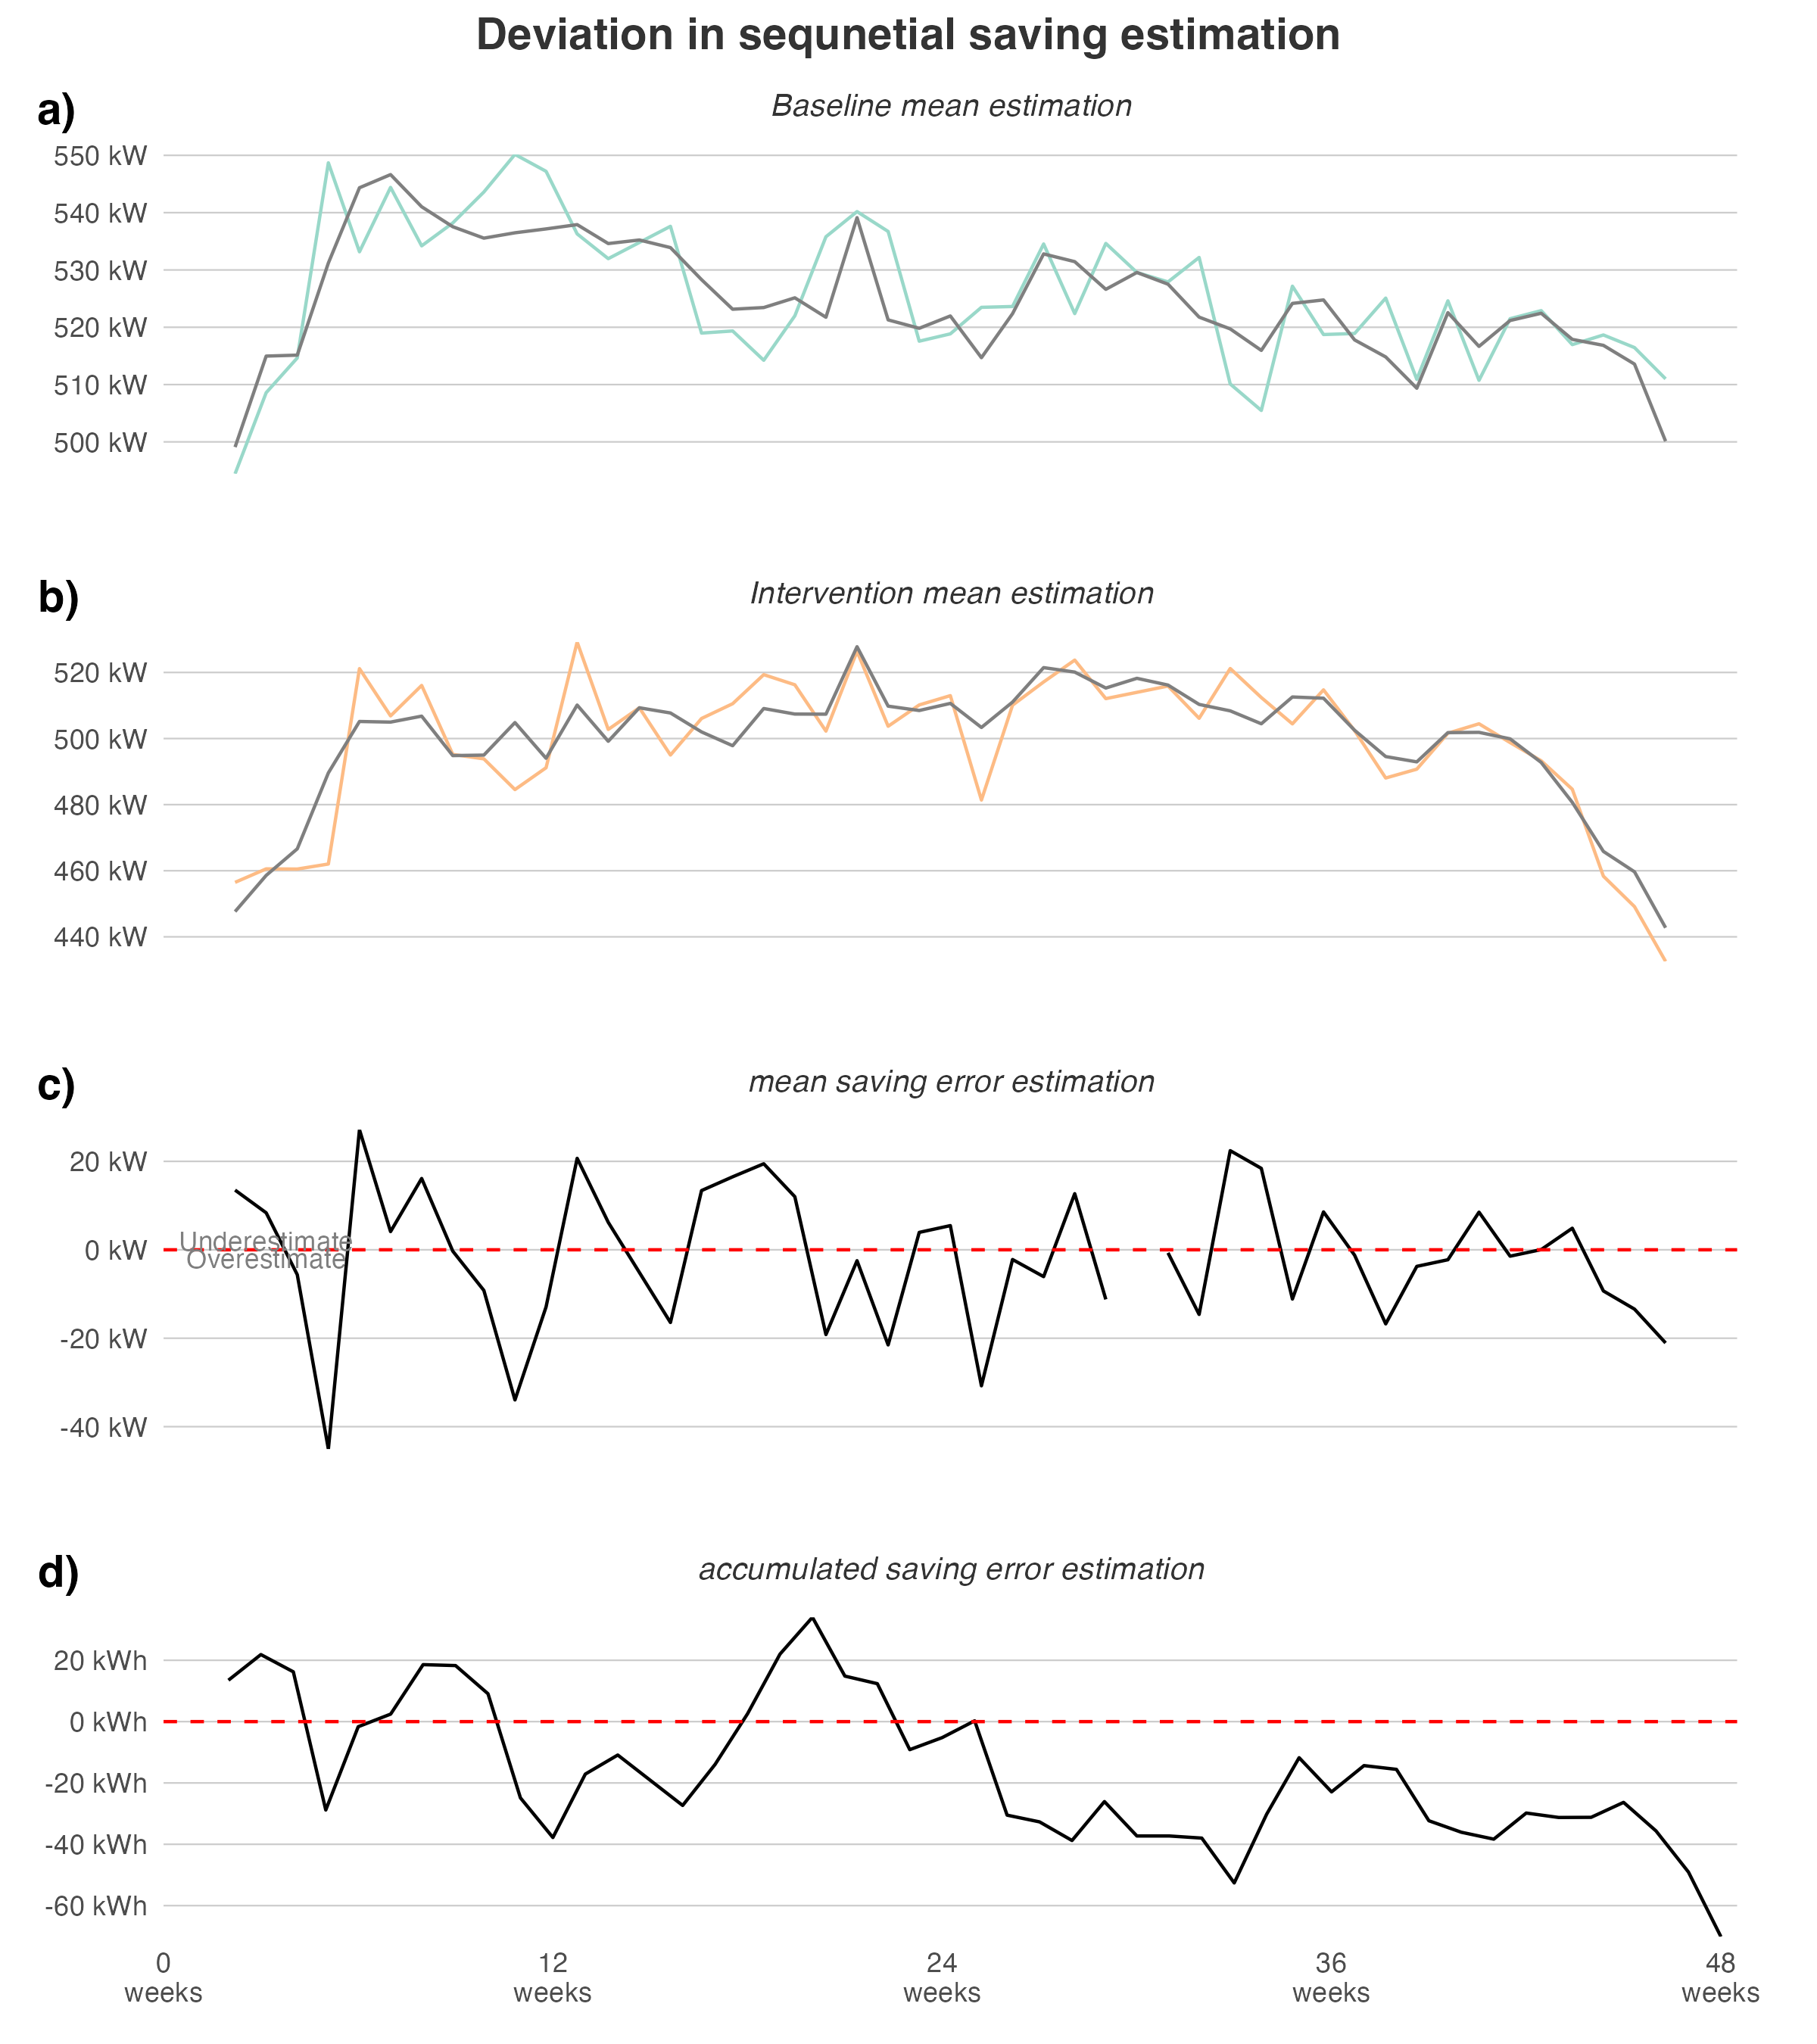 Deviation in sequnetial saving estimation
a)
Baseline mean estimation
550 kW
540 kW
530 kW
520 kW
510 kW
500 kW
b)
Intervention mean estimation
520 kW
500 kW
480 kW
460 kW
440 kW
c)
mean saving error estimation
20 kW
Underestimate
0 kW
Overestimate
-20 kW
-40 kW
d)
accumulated saving error estimation
20 kWh
0 kWh
-20 kWh
-40 kWh
-60 kWh
0 12 24 36 48
weeks weeks weeks weeks weeks